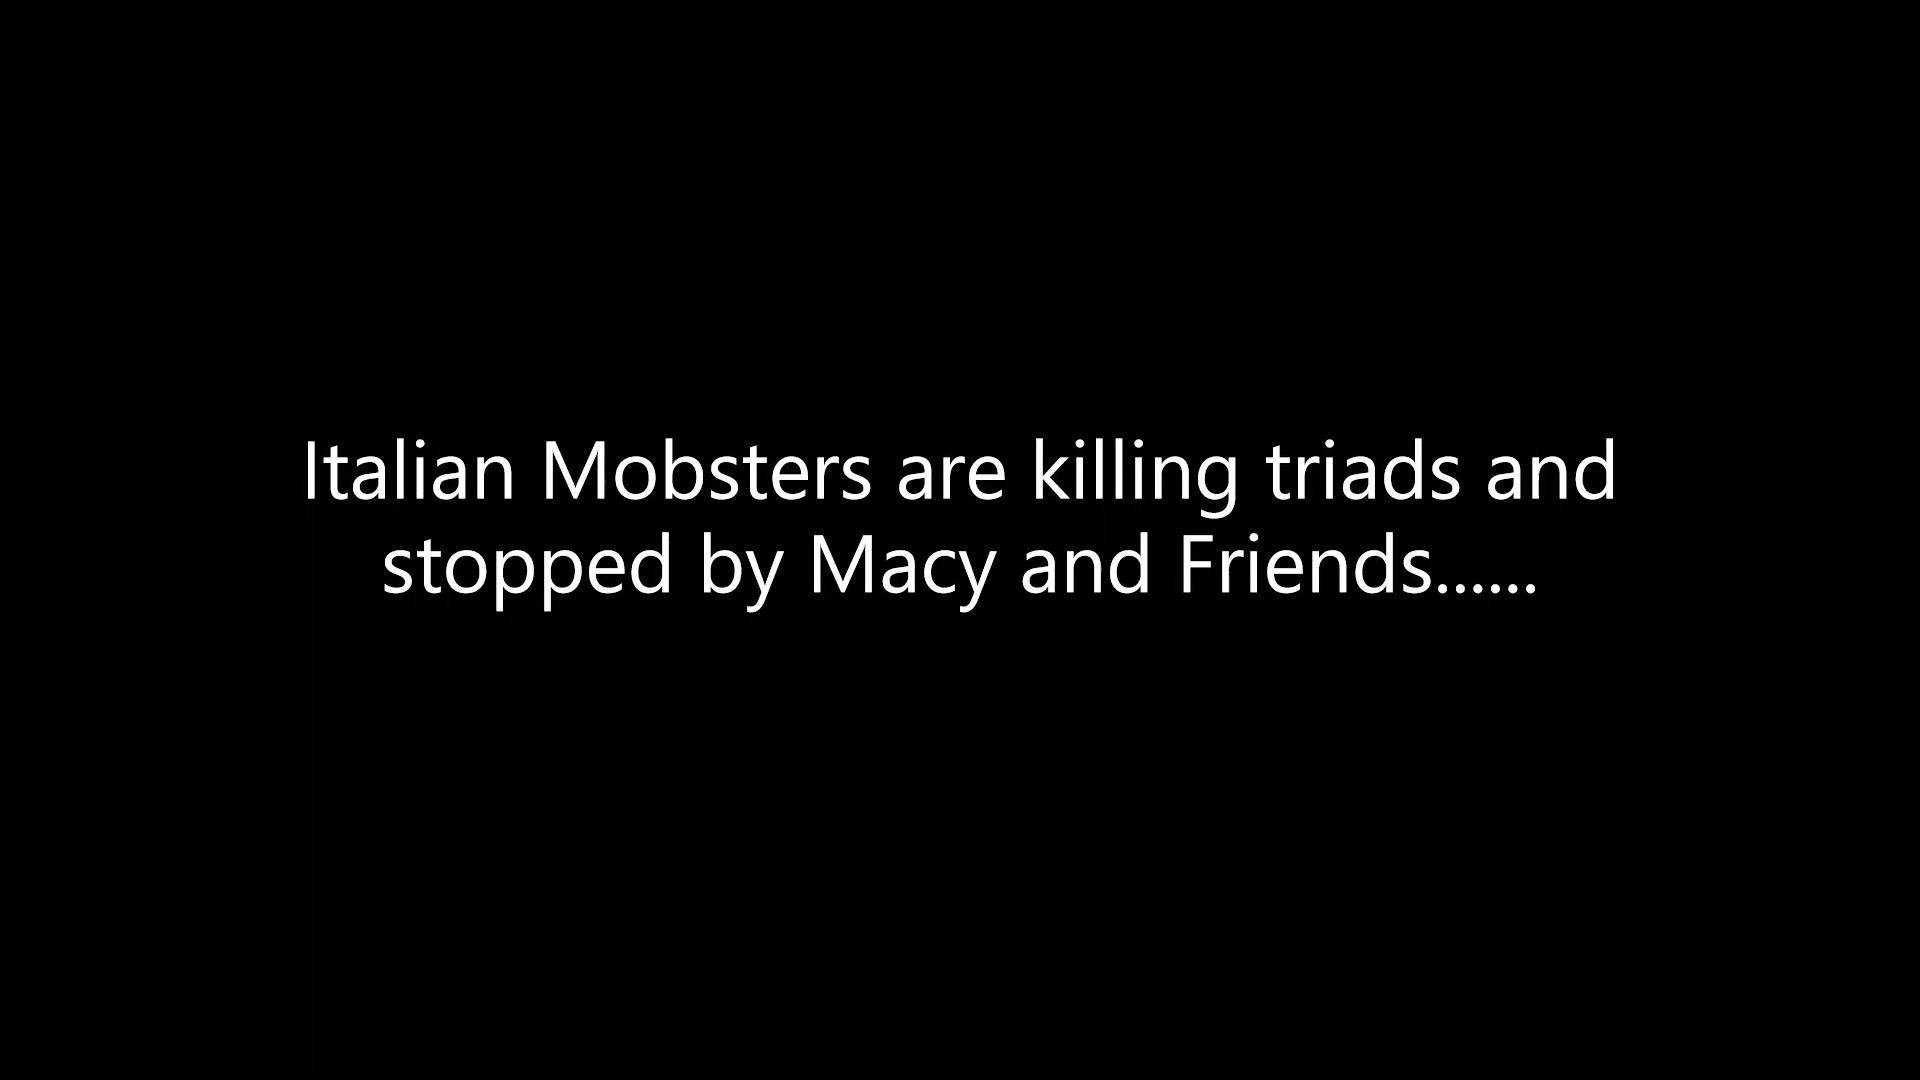 Italian Mobsters are killing triads and
stopped by Macy and Friends......